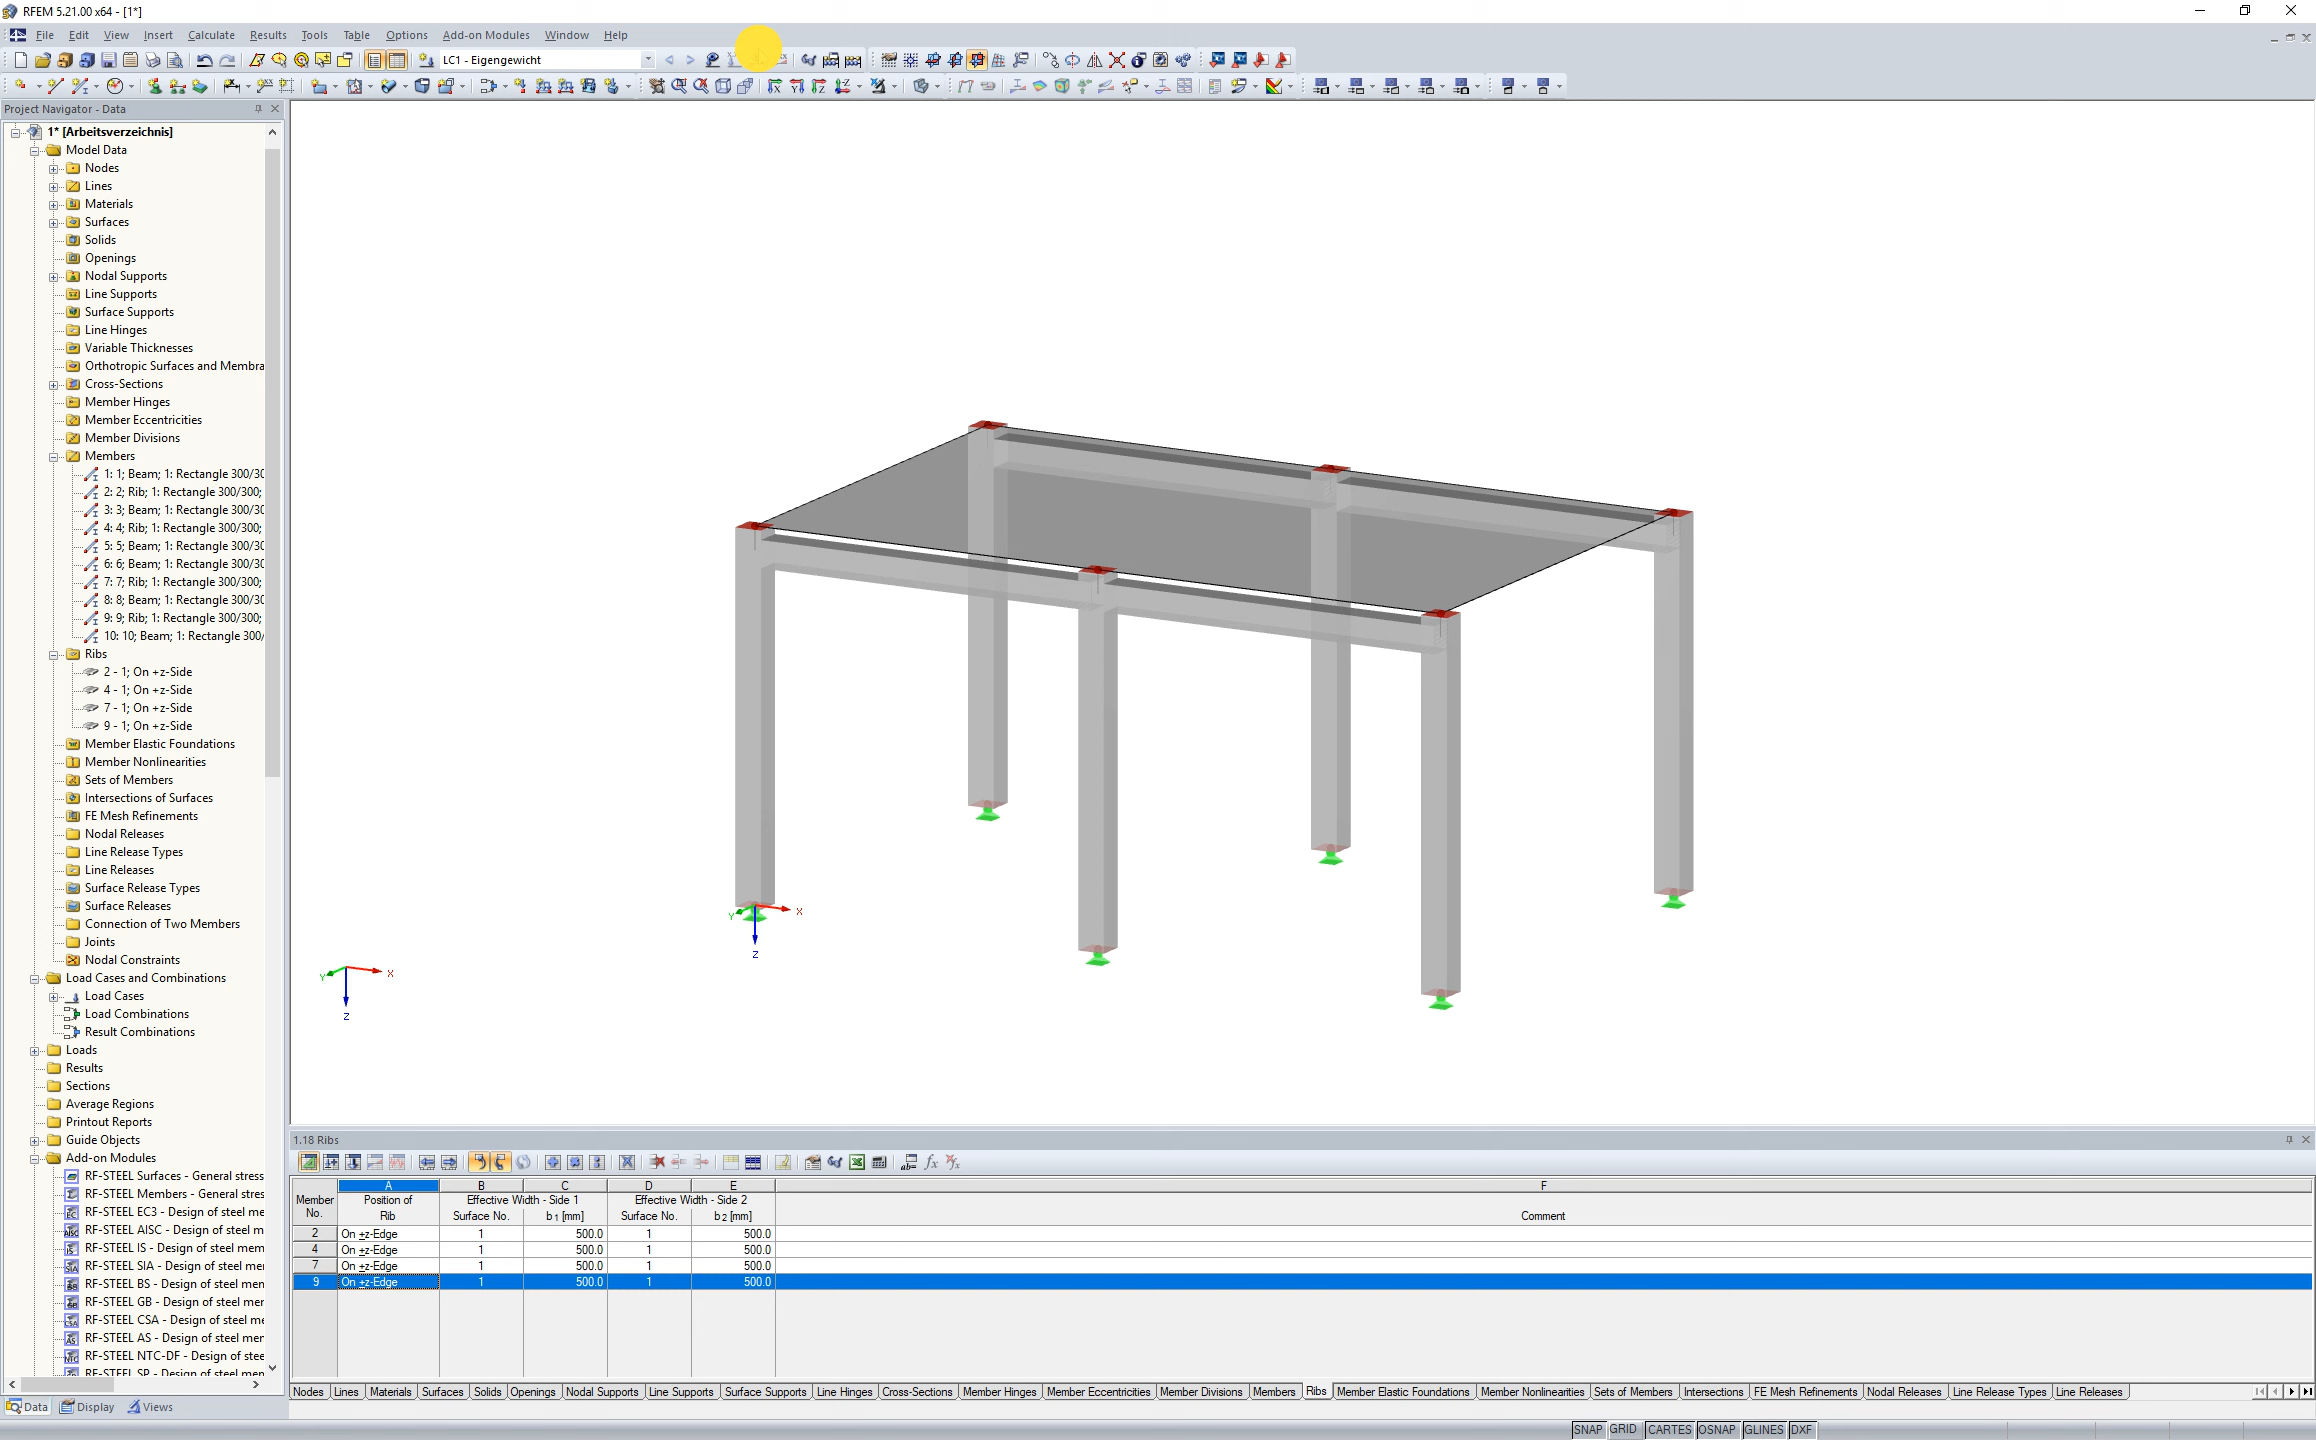 RFEM 5.21.00 x64 - [1*]
File Edit View Insert Calculate Results Tools Table Options Add-on Modules Window Help
LC1 - Eigengewicht
Project Navigator - Data
1* [Arbeitsverzeichnis]
Model Data
Nodes
Lines
Materials
Surfaces
Solids
Openings
Nodal Supports
Line Supports
Surface Supports
Line Hinges
Variable Thicknesses
Orthotropic Surfaces and Membra
Cross-Sections
Member Hinges
Member Eccentricities
Member Divisions
Members
1: 1; Beam; 1: Rectangle 300/30
2: 2; Rib; 1: Rectangle 300/300;
3: 3; Beam; 1: Rectangle 300/30
4: 4; Rib; 1: Rectangle 300/300;
5: 5; Beam; 1: Rectangle 300/30
6: 6; Beam; 1: Rectangle 300/30
7: 7; Rib; 1: Rectangle 300/300;
8: 8; Beam; 1: Rectangle 300/30
9: 9; Rib; 1: Rectangle 300/300;
10: 10; Beam; 1: Rectangle 300/
Ribs
2 - 1; On +z-Side
4 - 1; On +z-Side
7 - 1; On +z-Side
9 - 1; On +z-Side
Member Elastic Foundations
Member Nonlinearities
Sets of Members
Intersections of Surfaces
FE Mesh Refinements
Nodal Releases
Line Release Types
Line Releases
Surface Release Types
Surface Releases
Connection of Two Members
Joints
Nodal Constraints
Load Cases and Combinations
Load Cases
Load Combinations
Result Combinations
Loads
Results
Sections
Average Regions
Printout Reports
Guide Objects
Add-on Modules
RF-STEEL Surfaces - General stress
RF-STEEL Members - General stres
RF-STEEL EC3 - Design of steel me
RF-STEEL AISC - Design of steel m
RF-STEEL IS - Design of steel mem
RF-STEEL SIA - Design of steel mei
RF-STEEL BS - Design of steel mer
RF-STEEL GB - Design of steel mer
RF-STEEL CSA - Design of steel me
RF-STEEL AS - Design of steel mer
RF-STEEL NTC-DF - Design of stee
RF-STEEL SP - Design of steel mer
Data Display Views
Y X
Z
Y X
Z
1.18 Ribs
A B C D E F
Member Position of Effective Width - Side 1 Effective Width - Side 2
No. Rib Surface No. b1 [mm] Surface No. b2 [mm] Comment
2 On ±z-Edge 1 500.0 1 500.0
4 On ±z-Edge 1 500.0 1 500.0
7 On ±z-Edge 1 500.0 1 500.0
9 On ±z-Edge 1 500.0 1 500.0
Nodes Lines Materials Surfaces Solids Openings Nodal Supports Line Supports Surface Supports Line Hinges Cross-Sections Member Hinges Member Eccentricities Member Divisions Members Ribs Member Elastic Foundations Member Nonlinearities Sets of Members Intersections FE Mesh Refinements Nodal Releases Line Release Types Line Releases
SNAP GRID CARTES OSNAP GLINES DXF